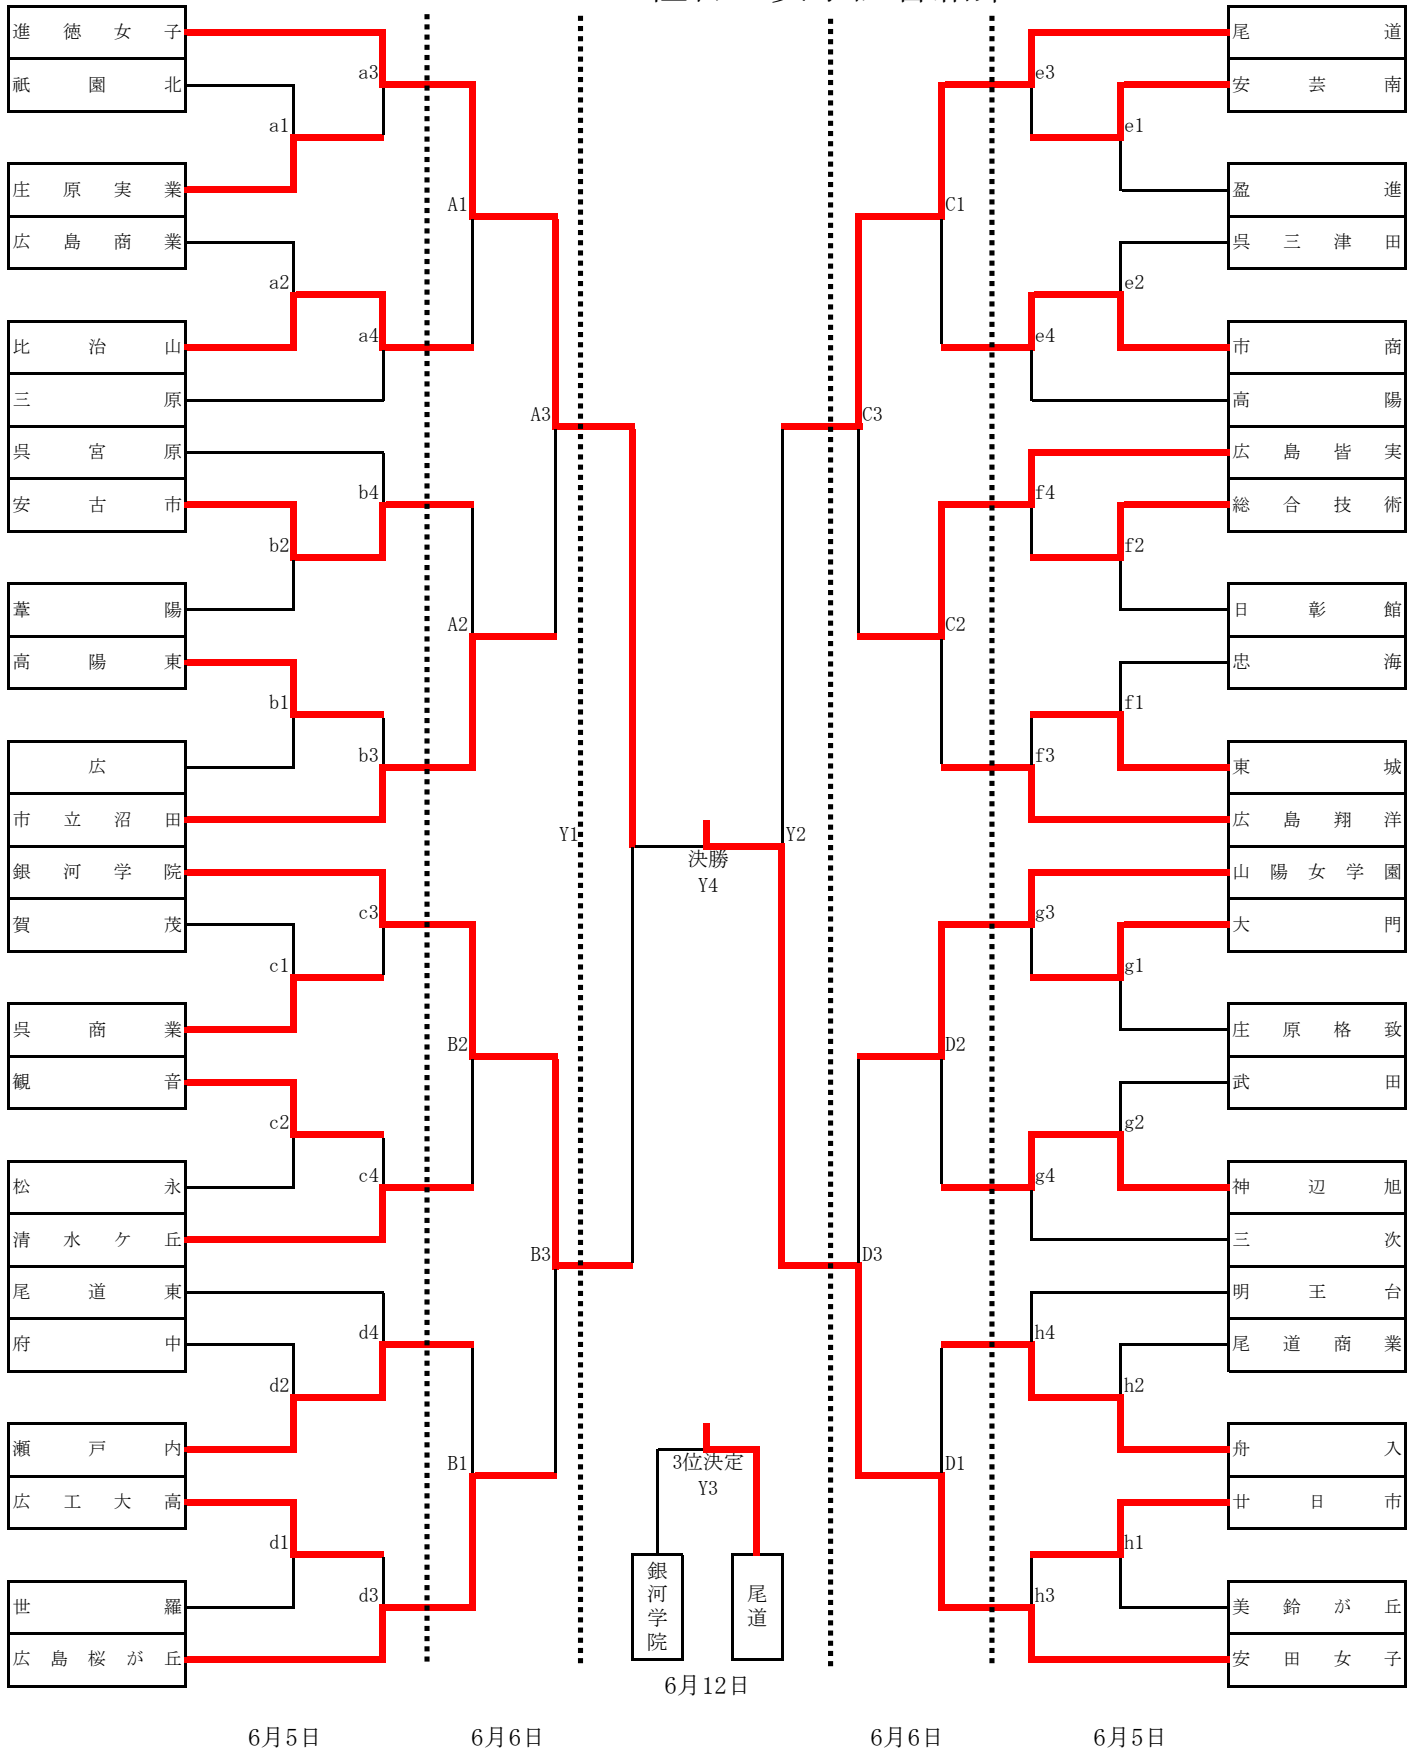 進徳女子
祇園北
庄原実業
広島商業
比治山
三原
呉宮原
安古市
葦陽
高陽東
広
市立沼田
銀河学院
賀茂
呉商業
観音
松永
清水ケ丘
尾道東
府中
瀬戸内
広工大高
世羅
広島桜が丘
a3
a1
a2
a4
b4
b2
b1
b3
c3
c1
c2
c4
d4
d2
d1
d3
A1
A3
A2
B2
B3
B1
Y1
決勝
Y4
Y2
3位決定
Y3
銀河学院
尾道
6月12日
C1
C3
C2
D2
D3
D1
e3
e1
e2
e4
f4
f2
f1
f3
g3
g1
g2
g4
h4
h2
h1
h3
尾道
安芸南
盈進
呉三津田
市商
高陽
広島皆実
総合技術
日彰館
忠海
東城
広島翔洋
山陽女学園
大門
庄原格致
武田
神辺旭
三次
明王台
尾道商業
舟入
廿日市
美鈴が丘
安田女子
6月5日
6月6日
6月6日
6月5日